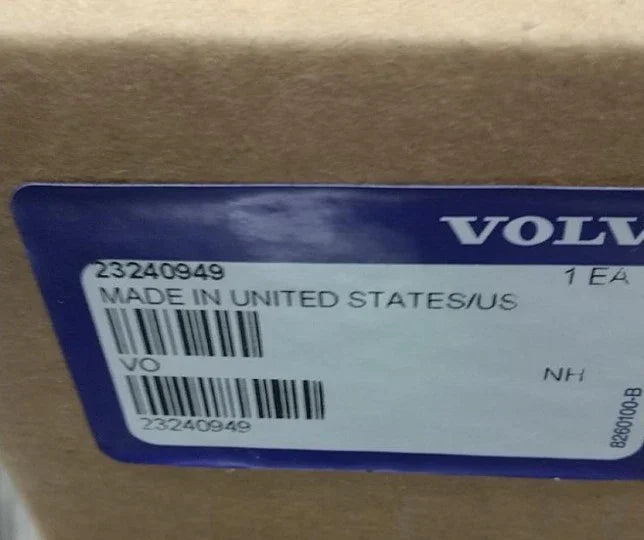 VOLV
23240949
1 EA
MADE IN UNITED STATES/US
VO
NH
23240949
8260100-B